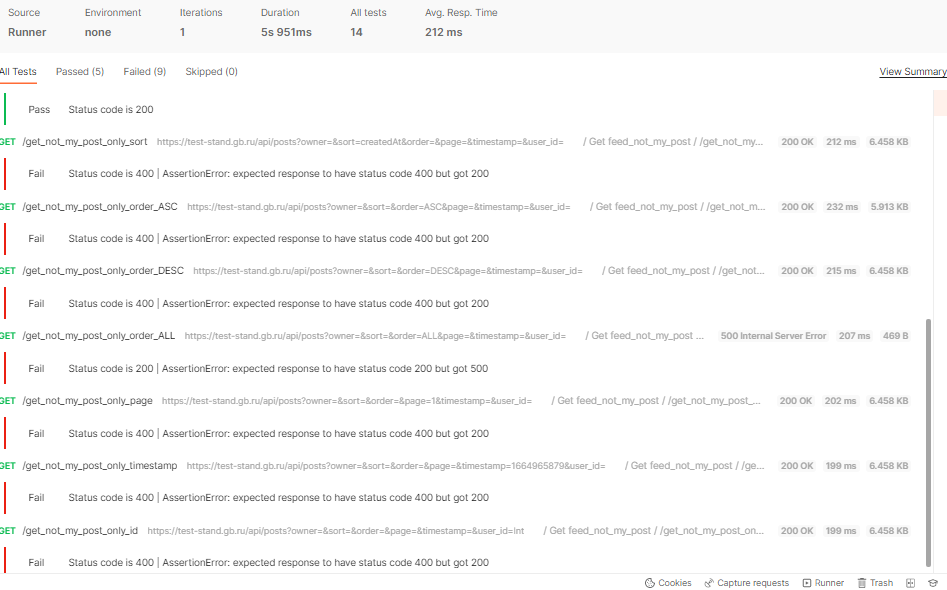 Source Environment Iterations Duration All tests Avg. Resp. Time
Runner none 1 5s 951ms 14 212 ms
All Tests Passed (5) Failed (9) Skipped (0) View Summary
Pass Status code is 200
GET /get_not_my_post_only_sort https://test-stand.gb.ru/api/posts?owner=&sort=createdAt&order=&page=&timestamp=&user_id= / Get feed_not_my_post / /get_not_my... 200 OK 212 ms 6.458 KB
Fail Status code is 400 | AssertionError: expected response to have status code 400 but got 200
GET /get_not_my_post_only_order_ASC https://test-stand.gb.ru/api/posts?owner=&sort=&order=ASC&page=&timestamp=&user_id= / Get feed_not_my_post / /get_not_m... 200 OK 232 ms 5.913 KB
Fail Status code is 400 | AssertionError: expected response to have status code 400 but got 200
GET /get_not_my_post_only_order_DESC https://test-stand.gb.ru/api/posts?owner=&sort=&order=DESC&page=&timestamp=&user_id= / Get feed_not_my_post / /get_not... 200 OK 215 ms 6.458 KB
Fail Status code is 400 | AssertionError: expected response to have status code 400 but got 200
GET /get_not_my_post_only_order_ALL https://test-stand.gb.ru/api/posts?owner=&sort=&order=ALL&page=&timestamp=&user_id= / Get feed_not_my_post ... 500 Internal Server Error 207 ms 469 B
Fail Status code is 200 | AssertionError: expected response to have status code 200 but got 500
GET /get_not_my_post_only_page https://test-stand.gb.ru/api/posts?owner=&sort=&order=&page=1&timestamp=&user_id= / Get feed_not_my_post / /get_not_my_post_... 200 OK 202 ms 6.458 KB
Fail Status code is 400 | AssertionError: expected response to have status code 400 but got 200
GET /get_not_my_post_only_timestamp https://test-stand.gb.ru/api/posts?owner=&sort=&order=&page=&timestamp=1664965879&user_id= / Get feed_not_my_post / /ge... 200 OK 199 ms 6.458 KB
Fail Status code is 400 | AssertionError: expected response to have status code 400 but got 200
GET /get_not_my_post_only_id https://test-stand.gb.ru/api/posts?owner=&sort=&order=&page=&timestamp=&user_id=Int / Get feed_not_my_post / /get_not_my_post_on... 200 OK 199 ms 6.458 KB
Fail Status code is 400 | AssertionError: expected response to have status code 400 but got 200
Cookies Capture requests Runner Trash